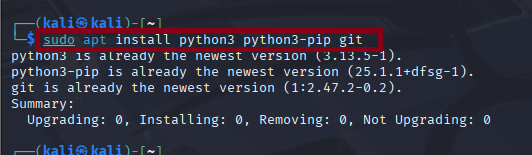 ┌──(kali㉿kali)-[~]
└─$ sudo apt install python3 python3-pip git
python3 is already the newest version (3.13.5-1).
python3-pip is already the newest version (25.1.1+dfsg-1).
git is already the newest version (1:2.47.2-0.2).
Summary:
  Upgrading: 0, Installing: 0, Removing: 0, Not Upgrading: 0
┌──(kali㉿kali)-[~]